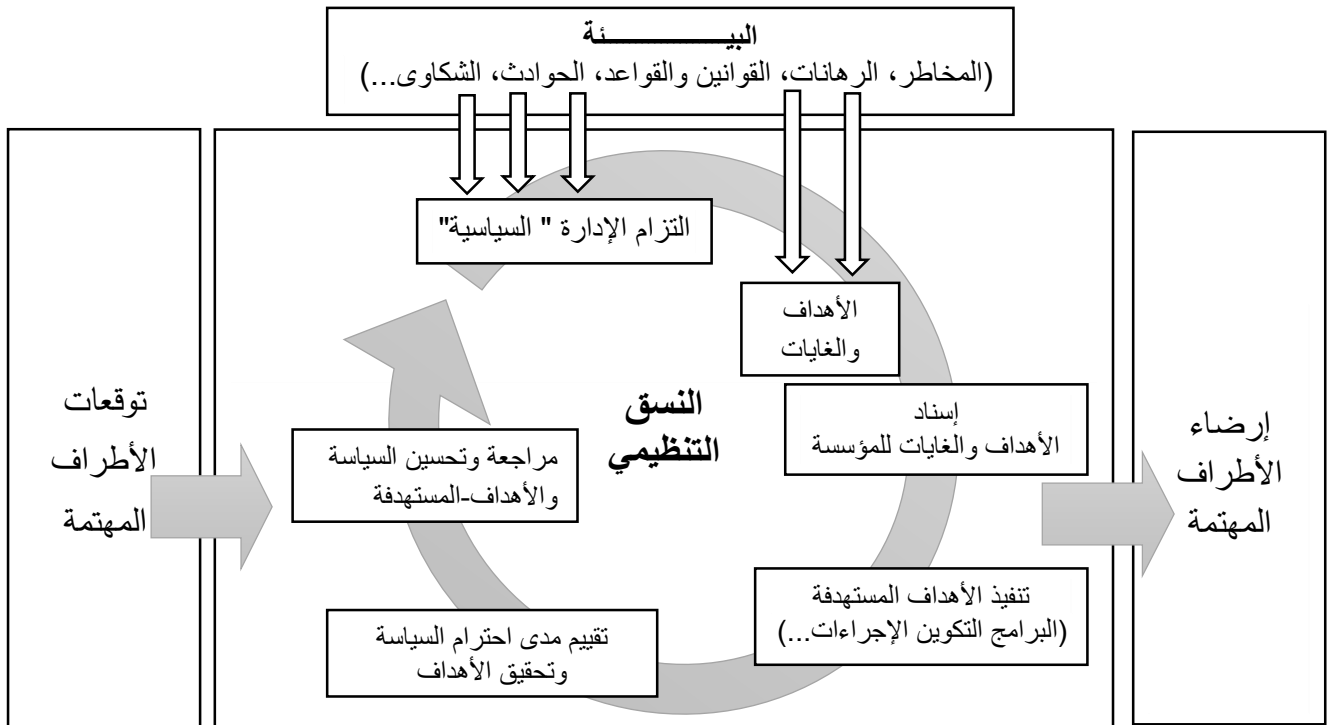 البيـــــــــــــئة
(المخاطر، الرهانات، القوانين والقواعد، الحوادث، الشكاوى...)
التزام الإدارة " السياسية"
الأهداف
والغايات
إسناد
الأهداف والغايات للمؤسسة
تنفيذ الأهداف المستهدفة
(البرامج التكوين الإجراءات...)
تقييم مدى احترام السياسة
وتحقيق الأهداف
مراجعة وتحسين السياسة
والأهداف-المستهدفة
النسق
التنظيمي
توقعات
الأطراف
المهتمة
إرضاء
الأطراف
المهتمة